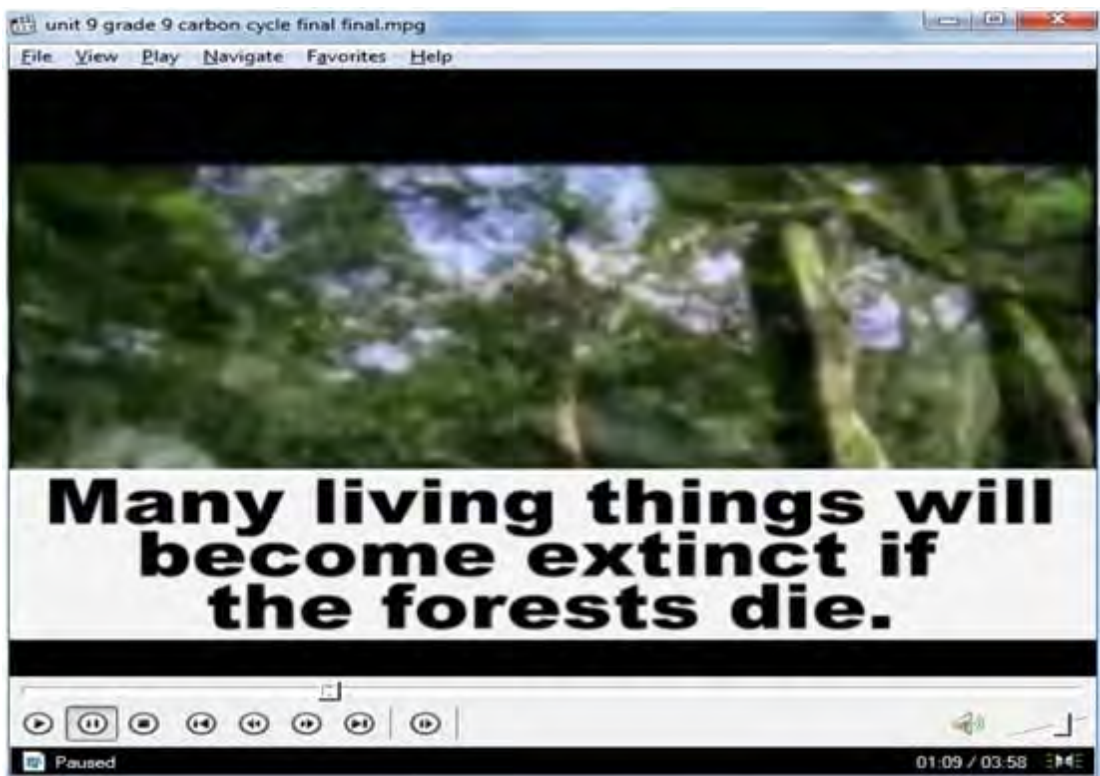 unit 9 grade 9 carbon cycle final final.mpg
File View Play Navigate Favorites Help
Many living things will
become extinct if
the forests die.
Paused 01:09 / 03:58